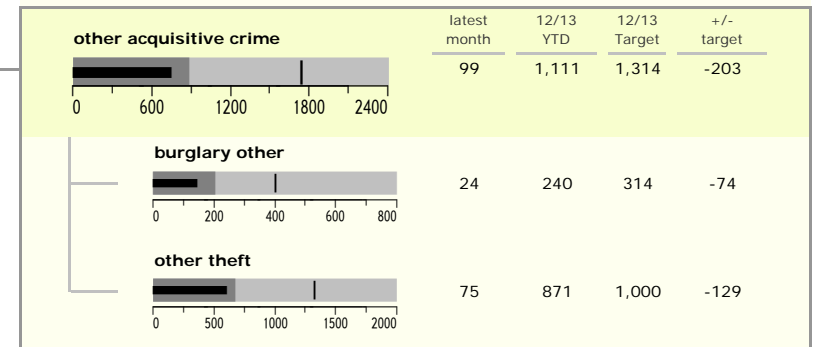 latest month
12/13 YTD
12/13 Target
+/- target
other acquisitive crime
99 1,111 1,314 -203
0 600 1200 1800 2400
burglary other
24 240 314 -74
0 200 400 600 800
other theft
75 871 1,000 -129
0 500 1000 1500 2000